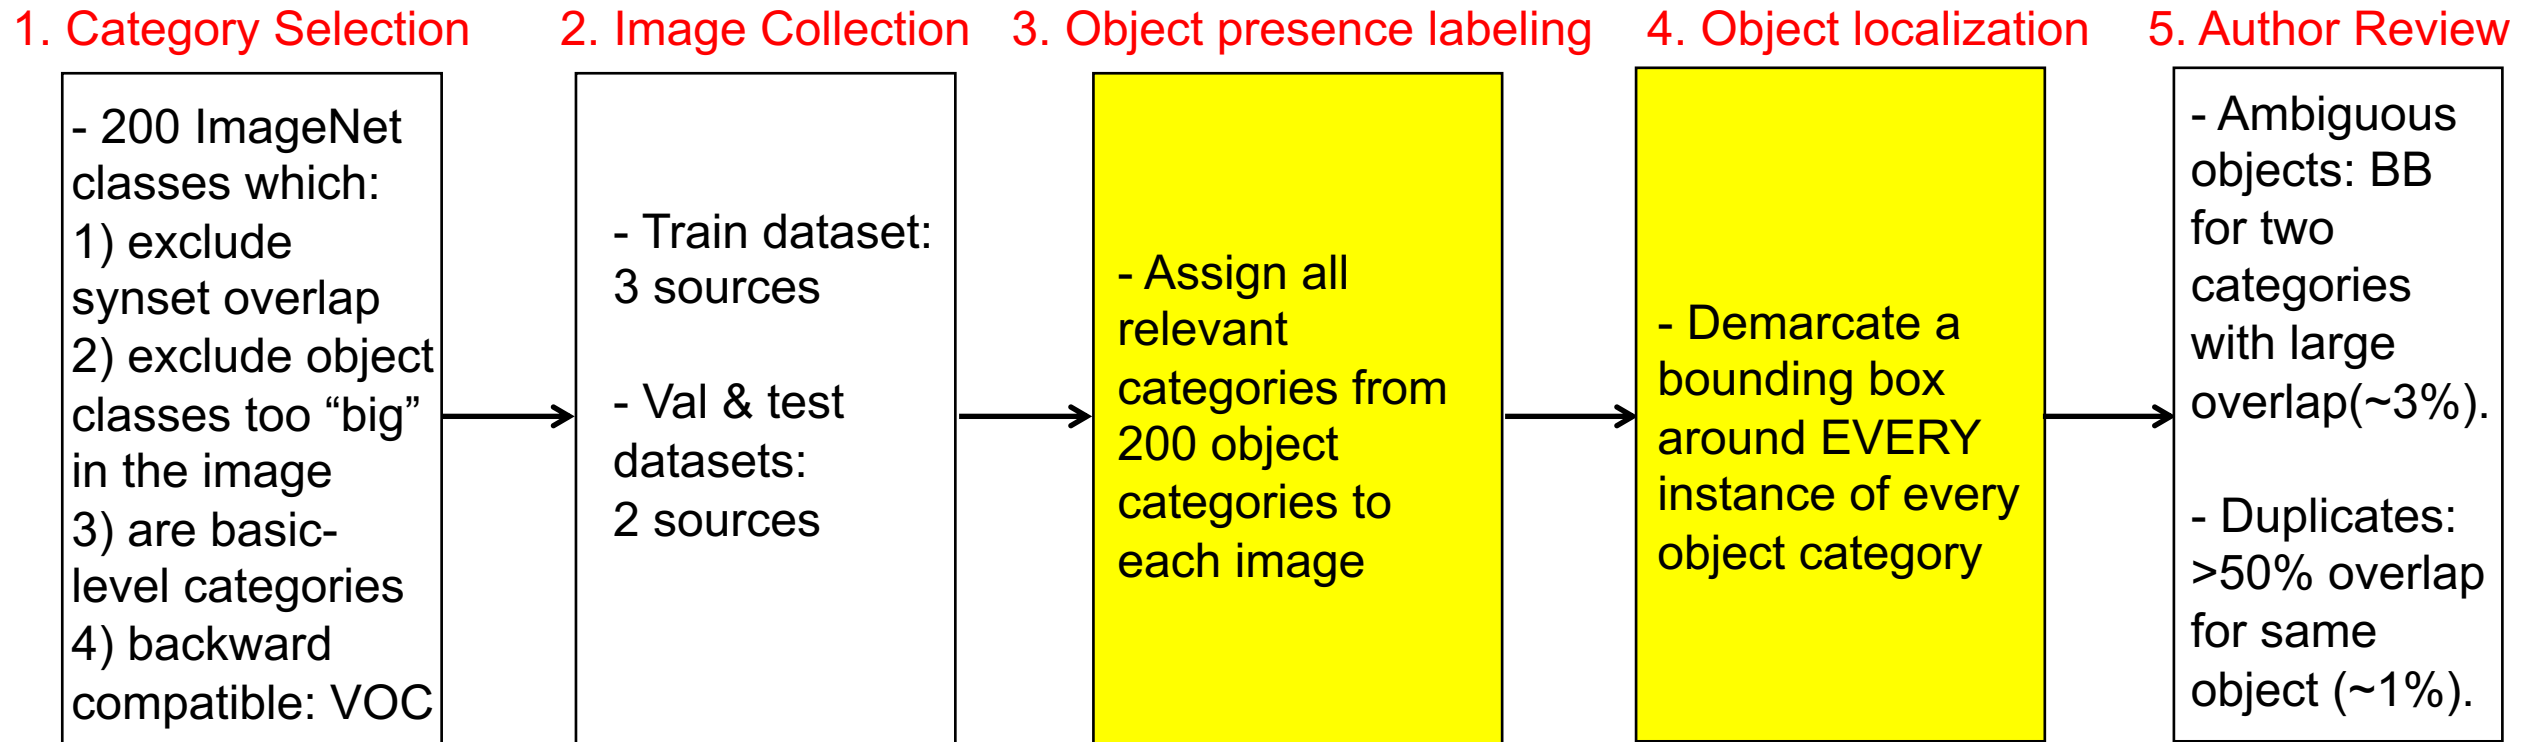 1. Category Selection
- 200 ImageNet
classes which:
1) exclude
synset overlap
2) exclude object
classes too “big”
in the image
3) are basic-
level categories
4) backward
compatible: VOC
2. Image Collection
- Train dataset:
3 sources
- Val & test
datasets:
2 sources
3. Object presence labeling
- Assign all
relevant
categories from
200 object
categories to
each image
4. Object localization
- Demarcate a
bounding box
around EVERY
instance of every
object category
5. Author Review
- Ambiguous
objects: BB
for two
categories
with large
overlap(~3%).
- Duplicates:
>50% overlap
for same
object (~1%).